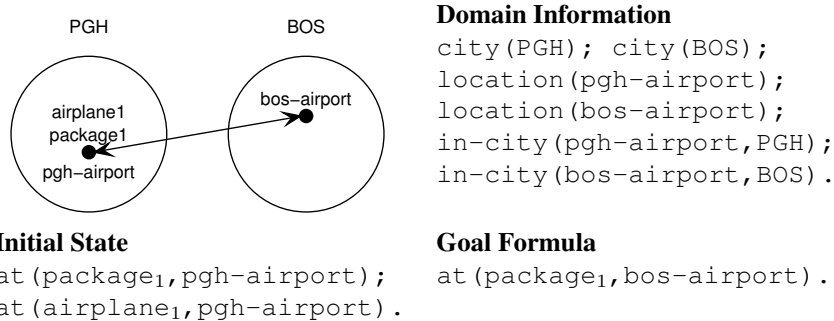 PGH
BOS
airplane1
package1
pgh-airport
bos-airport
Domain Information
city(PGH); city(BOS);
location(pgh-airport);
location(bos-airport);
in-city(pgh-airport,PGH);
in-city(bos-airport,BOS).
Initial State
at(package₁,pgh-airport);
at(airplane₁,pgh-airport).
Goal Formula
at(package₁,bos-airport).